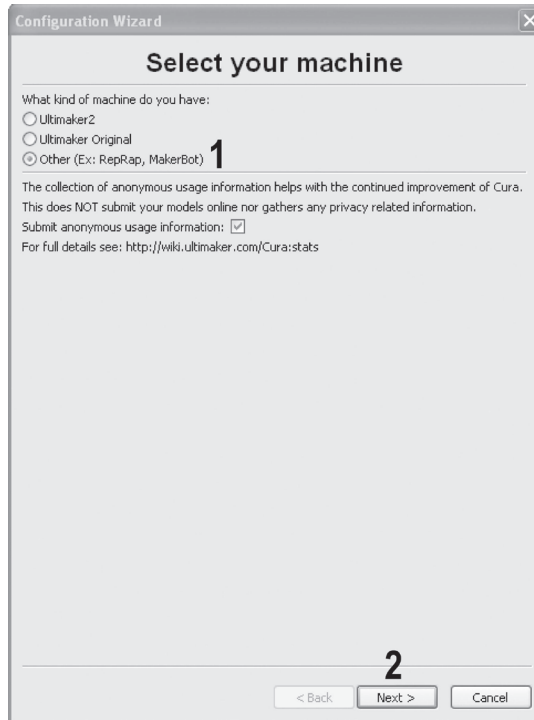 Configuration Wizard
Select your machine
What kind of machine do you have:
Ultimaker2
Ultimaker Original
Other (Ex: RepRap, MakerBot) 1
The collection of anonymous usage information helps with the continued improvement of Cura.
This does NOT submit your models online nor gathers any privacy related information.
Submit anonymous usage information:
For full details see: http://wiki.ultimaker.com/Cura:stats
2
< Back Next > Cancel